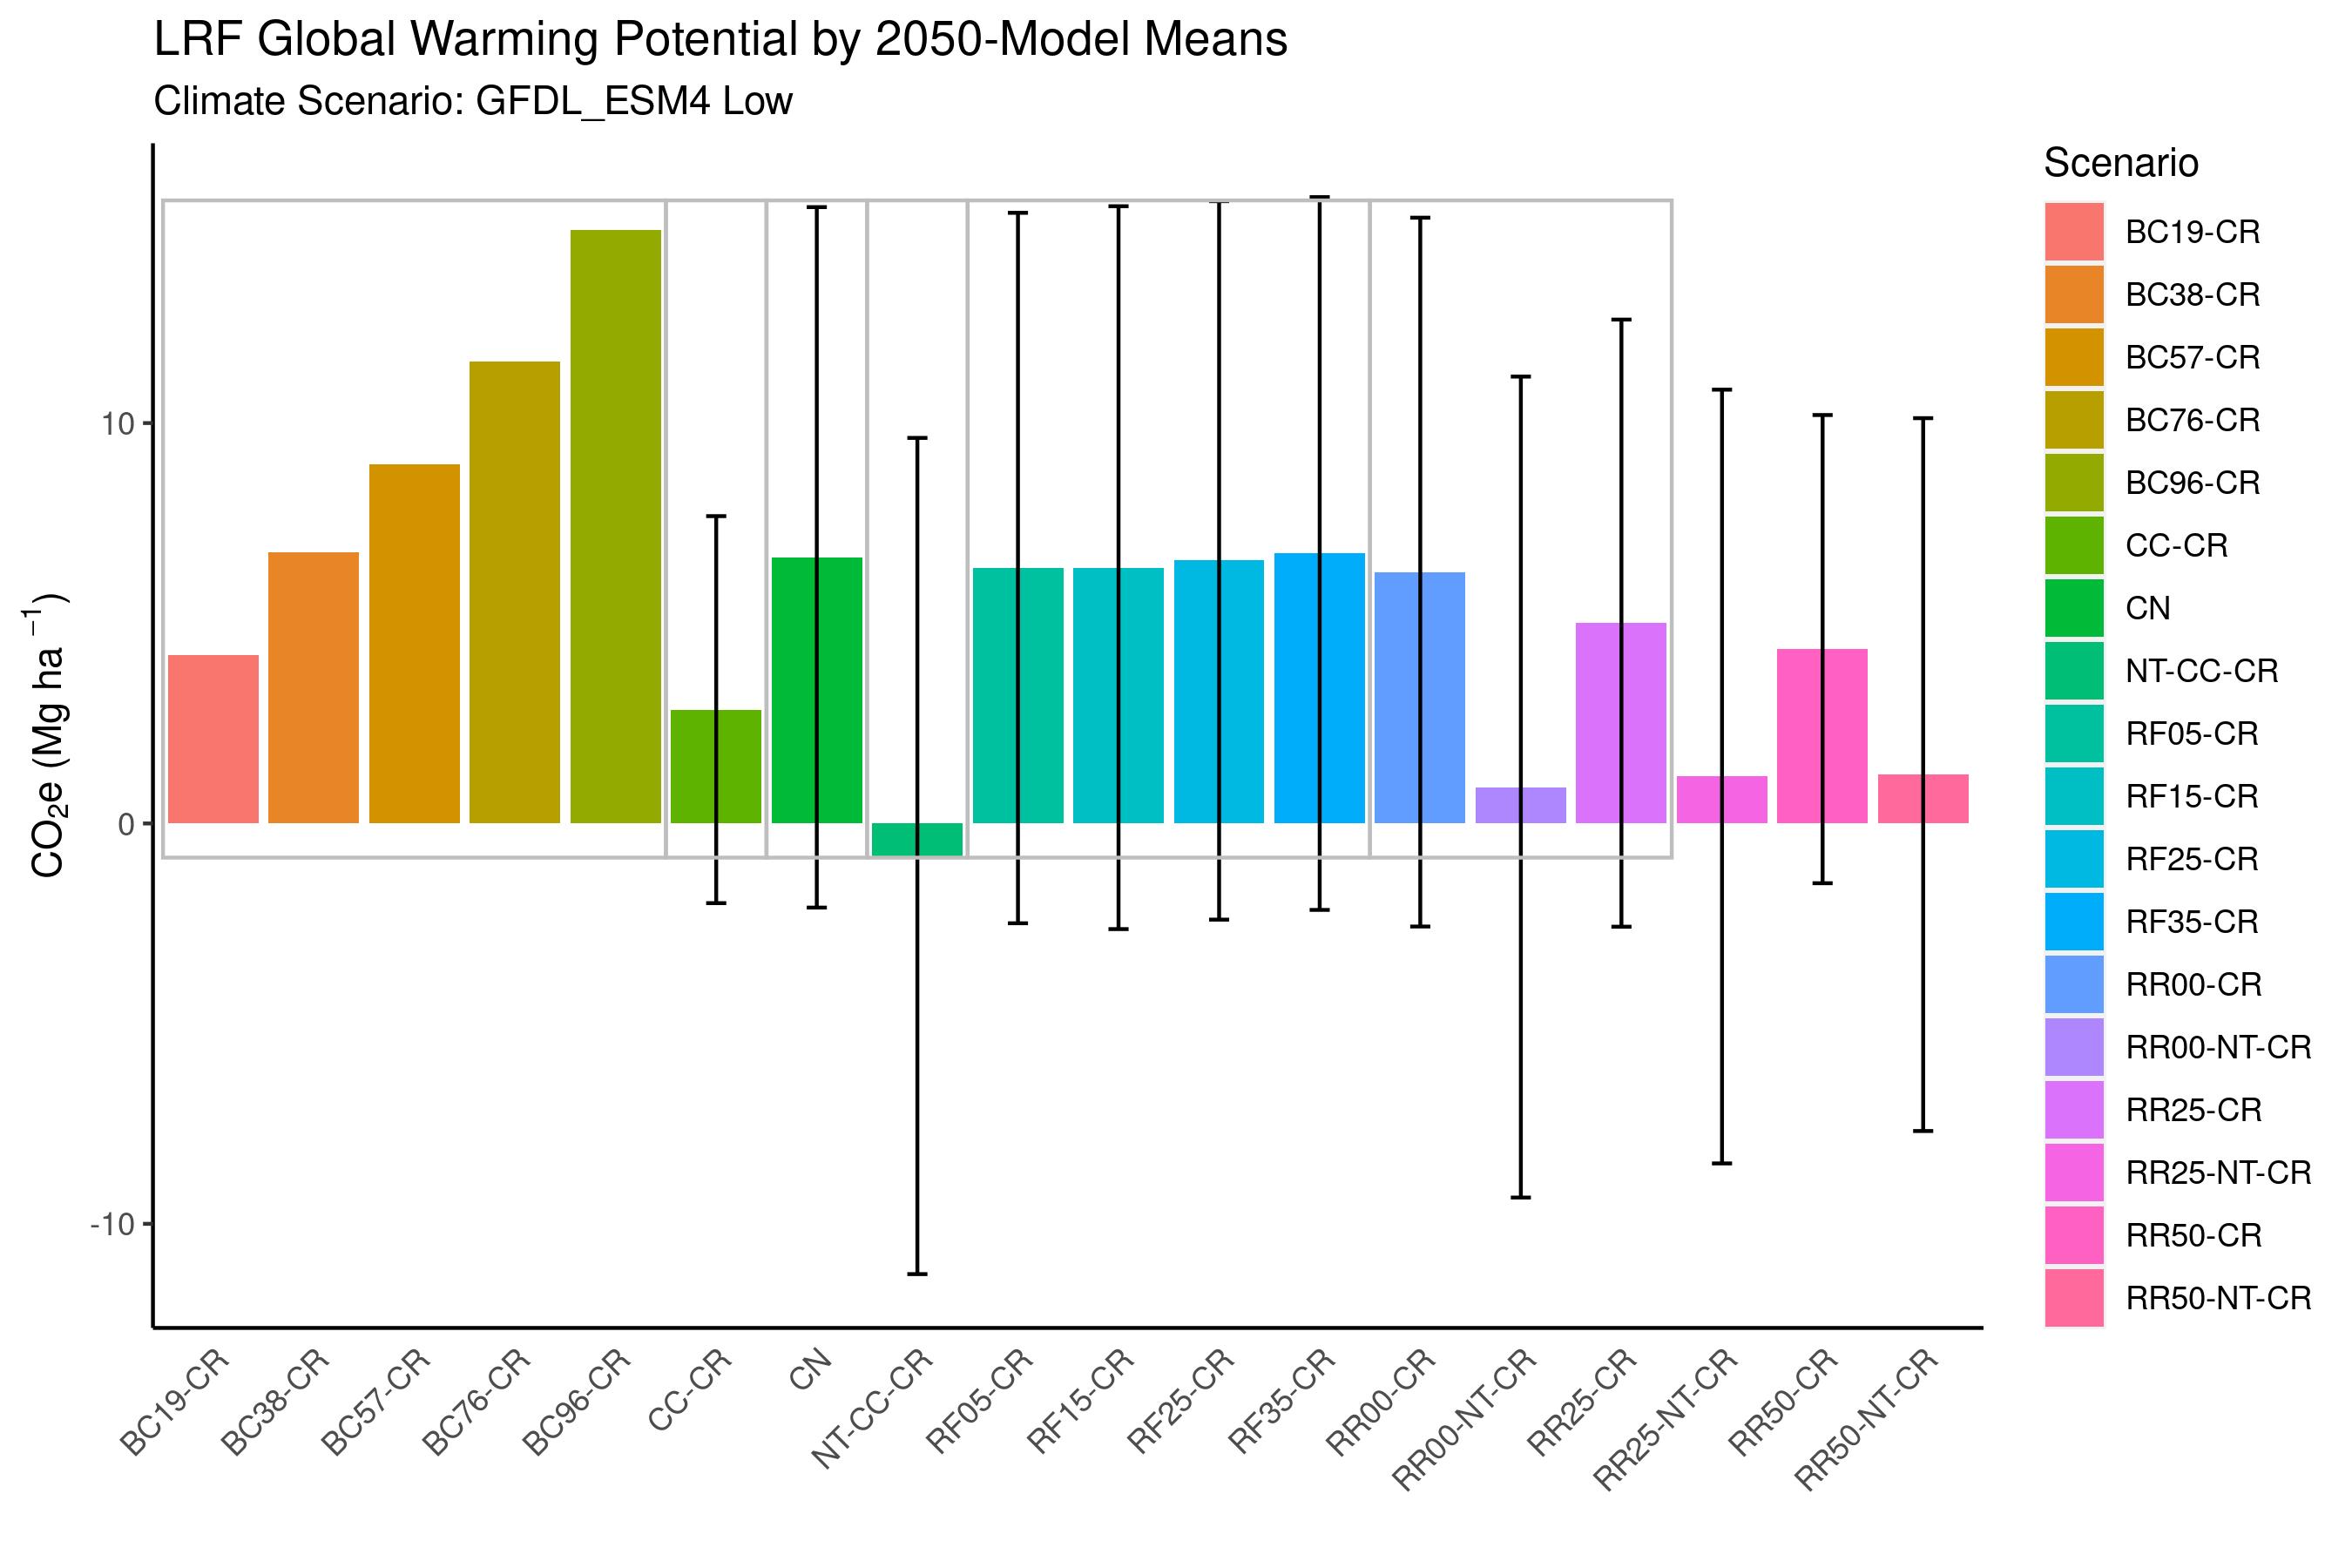 LRF Global Warming Potential by 2050-Model Means
Climate Scenario: GFDL_ESM4 Low
CO₂e (Mg ha ⁻¹)
10
0
-10
BC19-CR
BC38-CR
BC57-CR
BC76-CR
BC96-CR
CC-CR
CN
NT-CC-CR
RF05-CR
RF15-CR
RF25-CR
RF35-CR
RR00-CR
RR00-NT-CR
RR25-CR
RR25-NT-CR
RR50-CR
RR50-NT-CR
Scenario
BC19-CR
BC38-CR
BC57-CR
BC76-CR
BC96-CR
CC-CR
CN
NT-CC-CR
RF05-CR
RF15-CR
RF25-CR
RF35-CR
RR00-CR
RR00-NT-CR
RR25-CR
RR25-NT-CR
RR50-CR
RR50-NT-CR